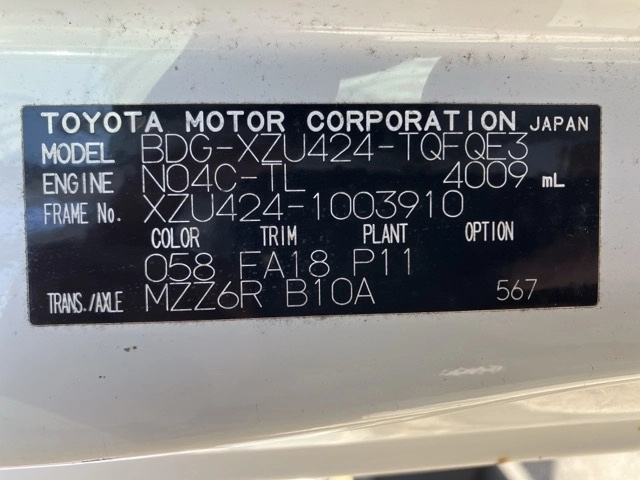 TOYOTA MOTOR CORPORATION JAPAN
MODEL BDG-XZU424-TQFQE3
ENGINE N04C-TL 4009 mL
FRAME No. XZU424-1003910
COLOR TRIM PLANT OPTION
058 FA18 P11
TRANS./AXLE MZZ6R B10A 567